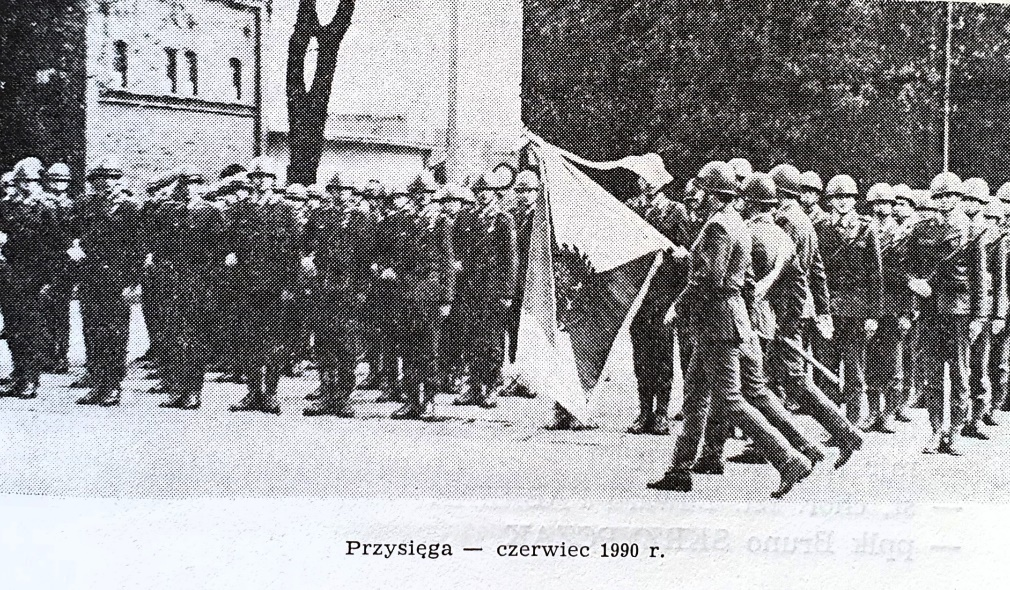 Przysięga — czerwiec 1990 r.